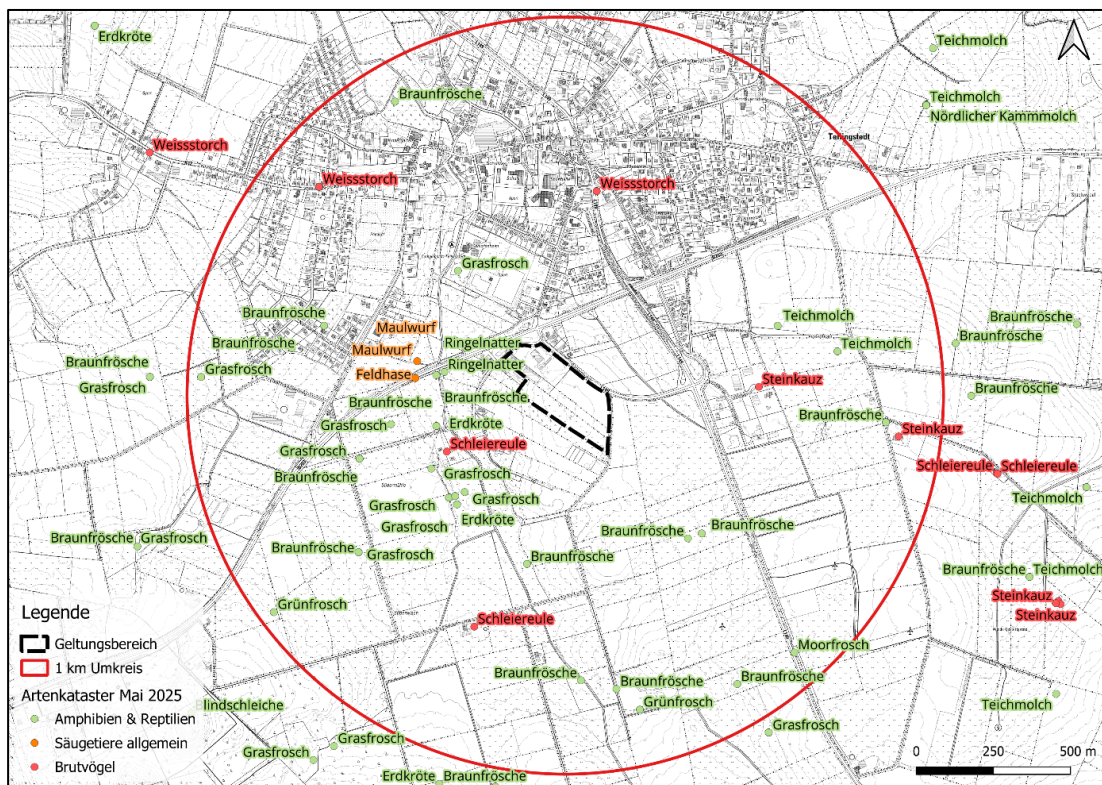 Erdkröte
Teichmolch
Braunfrösche
Teichmolch
Nördlicher Kammmolch
Tellingstedt
Weissstorch
Weissstorch
Weissstorch
Grasfrosch
Braunfrösche
Teichmolch
Braunfrösche
Maulwurf
Braunfrösche
Ringelnatter
Braunfrösche
Maulwurf
Teichmolch
Braunfrösche
Grasfrosch
Grasfrosch
Feldhase
Ringelnatter
Steinkauz
Braunfrösche
Braunfrösche
Braunfrösche
Braunfrösche
Grasfrosch
Erdkröte
Steinkauz
Schleiereule
Grasfrosch
Schleiereule
Schleiereule
Braunfrösche
Grasfrosch
Teichmolch
Grasfrosch
Grasfrosch
Grasfrosch
Erdkröte
Braunfrösche
Braunfrösche
Braunfrösche
Grasfrosch
Braunfrösche
Grasfrosch
Braunfrösche
Braunfrösche
Teichmolch
Steinkauz
Steinkauz
Grünfrosch
Schleiereule
Moorfrosch
Braunfrösche
Braunfrösche
Braunfrösche
Grünfrosch
Teichmolch
Grasfrosch
lindschleiche
Grasfrosch
Grasfrosch
Erdkröte
Braunfrösche
Legende
Geltungsbereich
1 km Umkreis
Artenkataster Mai 2025
Amphibien & Reptilien
Säugetiere allgemein
Brutvögel
0 250 500 m